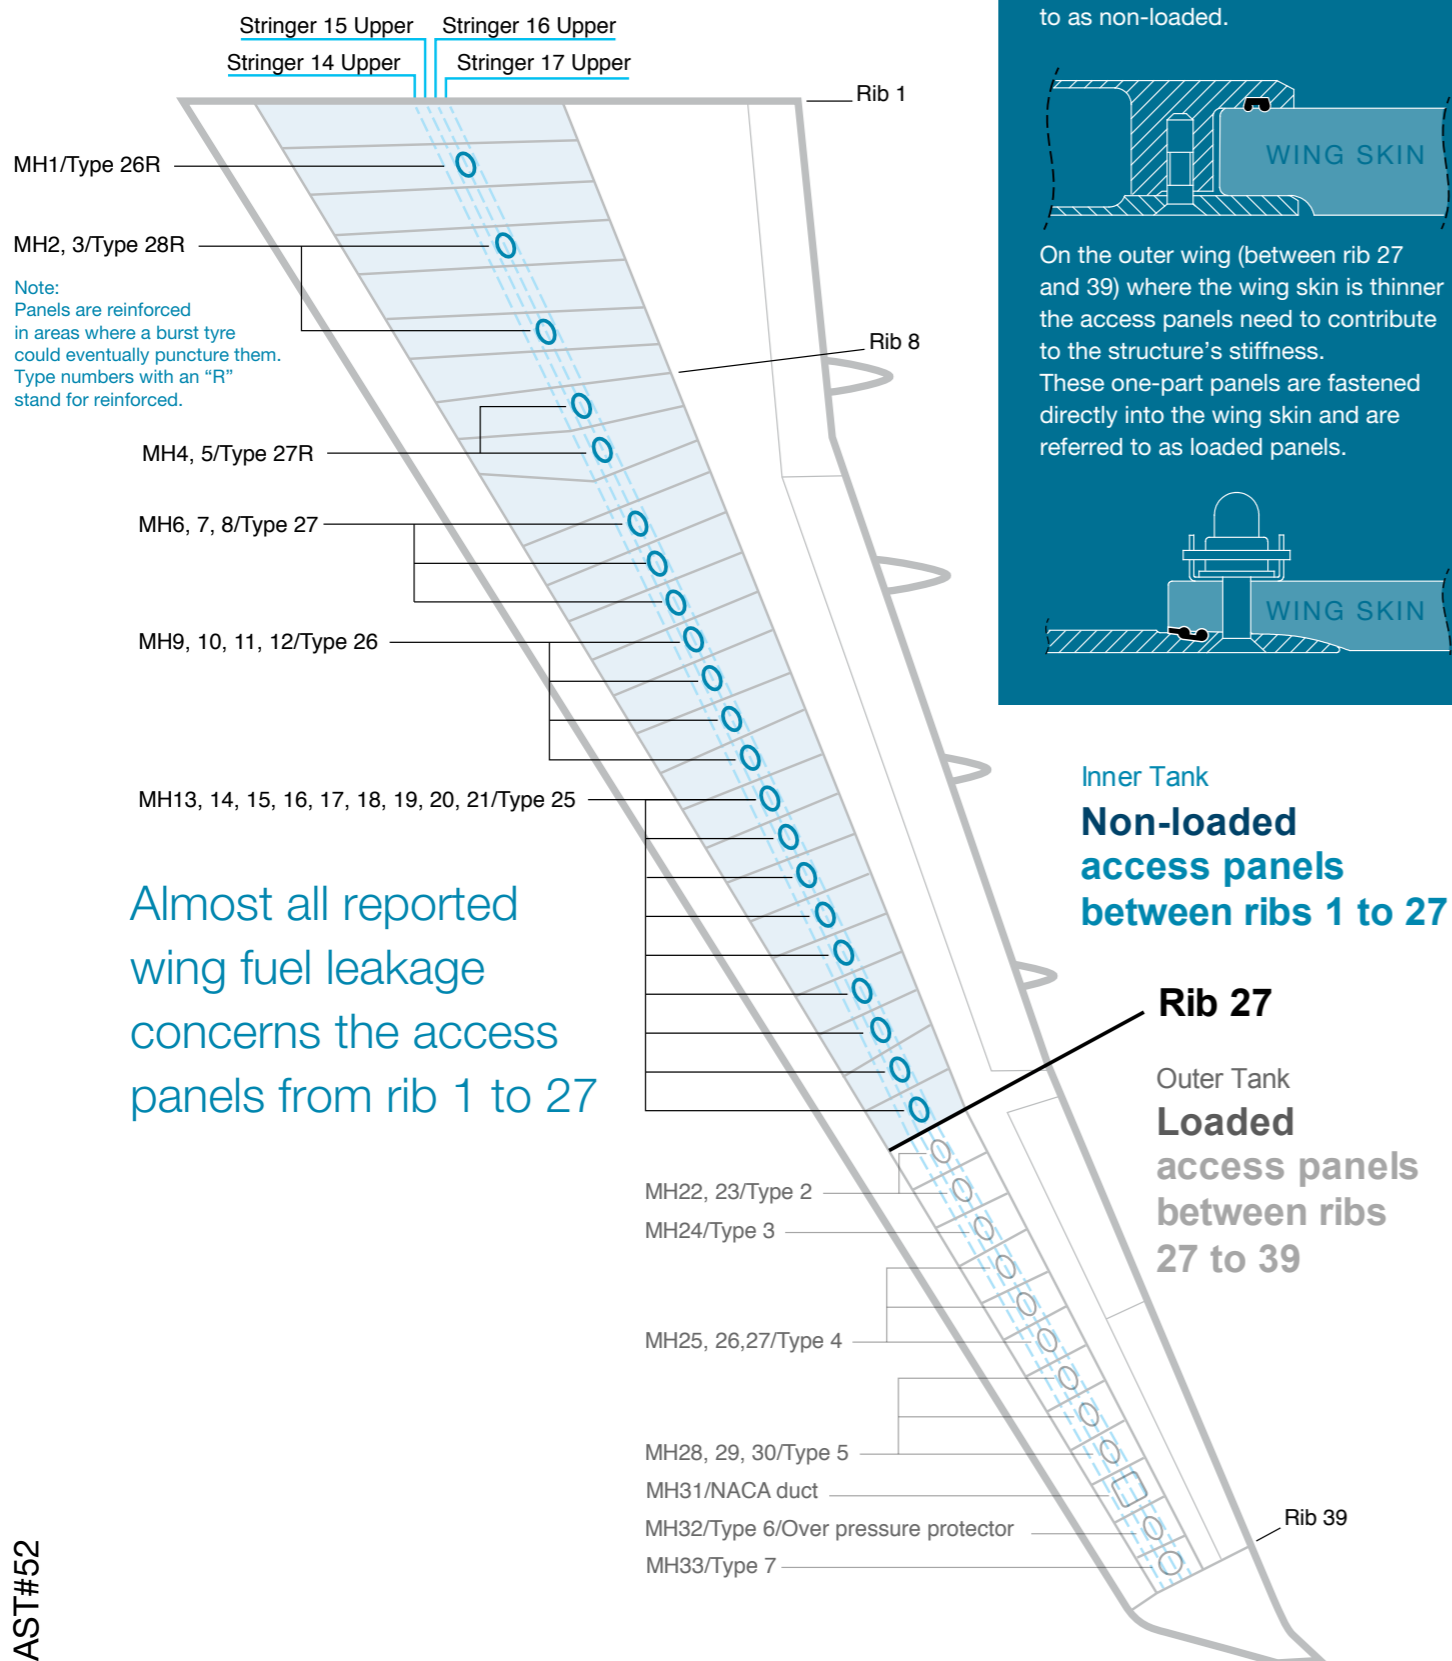 Stringer 15 Upper
Stringer 16 Upper
Stringer 14 Upper
Stringer 17 Upper
Rib 1
MH1/Type 26R
MH2, 3/Type 28R
Note:
Panels are reinforced
in areas where a burst tyre
could eventually puncture them.
Type numbers with an “R”
stand for reinforced.
Rib 8
MH4, 5/Type 27R
MH6, 7, 8/Type 27
MH9, 10, 11, 12/Type 26
MH13, 14, 15, 16, 17, 18, 19, 20, 21/Type 25
Almost all reported
wing fuel leakage
concerns the access
panels from rib 1 to 27
MH22, 23/Type 2
MH24/Type 3
MH25, 26,27/Type 4
MH28, 29, 30/Type 5
MH31/NACA duct
MH32/Type 6/Over pressure protector
MH33/Type 7
Rib 39
to as non-loaded.
WING SKIN
On the outer wing (between rib 27
and 39) where the wing skin is thinner
the access panels need to contribute
to the structure’s stiffness.
These one-part panels are fastened
directly into the wing skin and are
referred to as loaded panels.
WING SKIN
Inner Tank
Non-loaded
access panels
between ribs 1 to 27
Rib 27
Outer Tank
Loaded
access panels
between ribs
27 to 39
AST#52